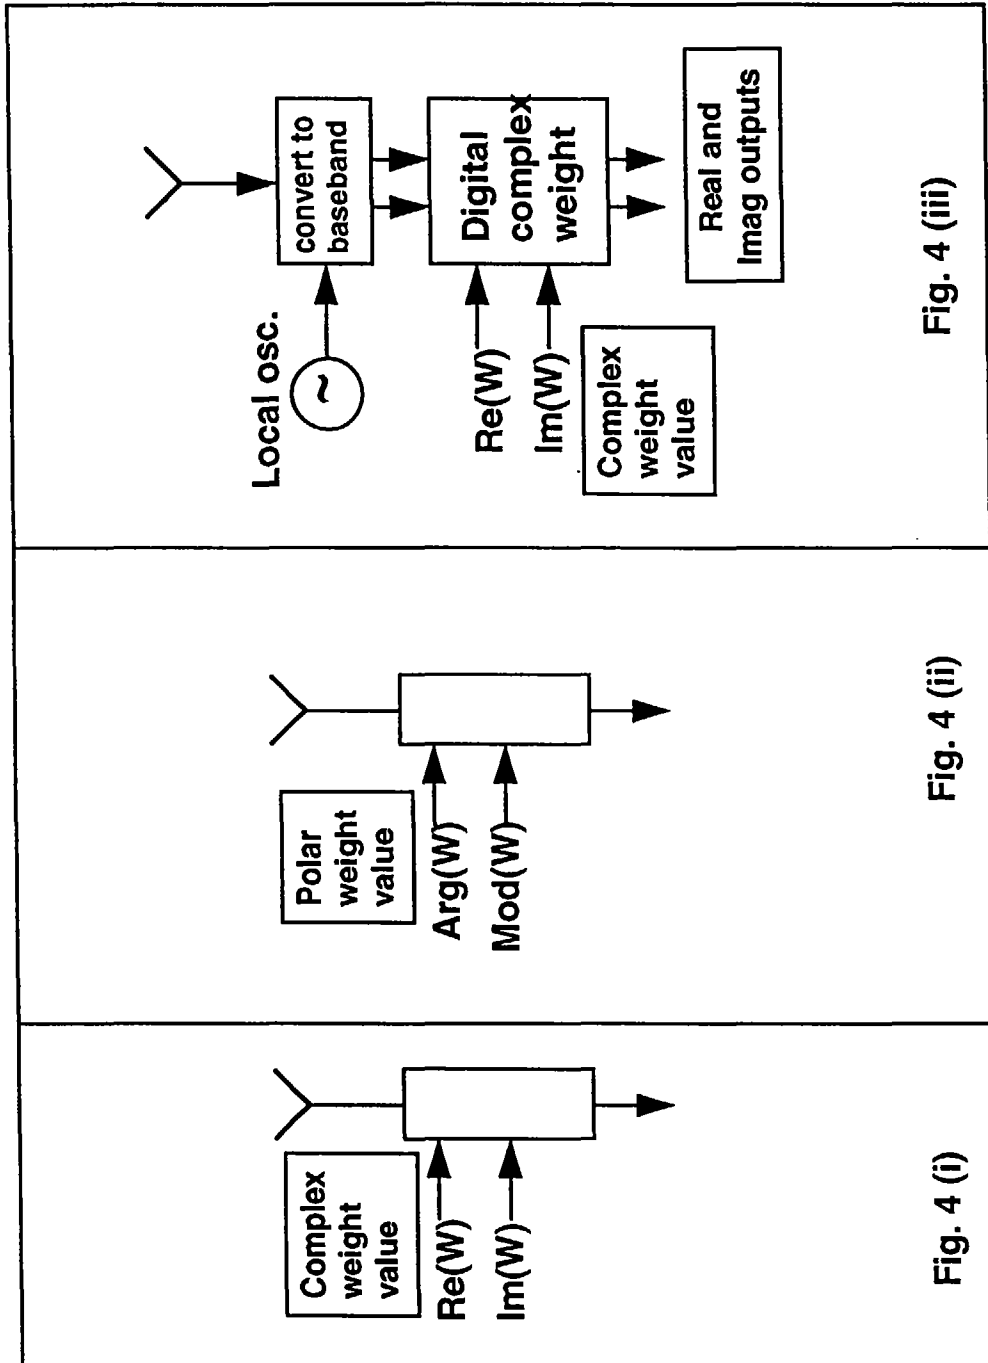 Complex
weight
value
Re(W)
Im(W)
Fig. 4 (i)
Polar
weight
value
Arg(W)
Mod(W)
Fig. 4 (ii)
Local osc.
~
convert to
baseband
Re(W)
Im(W)
Digital
complex
weight
Complex
weight
value
Real and
Imag outputs
Fig. 4 (iii)